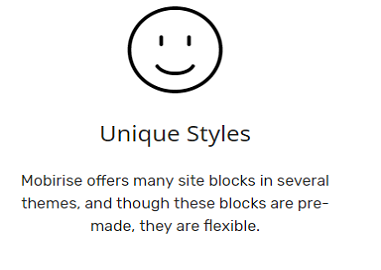 Unique Styles
Mobirise offers many site blocks in several
themes, and though these blocks are pre-
made, they are flexible.